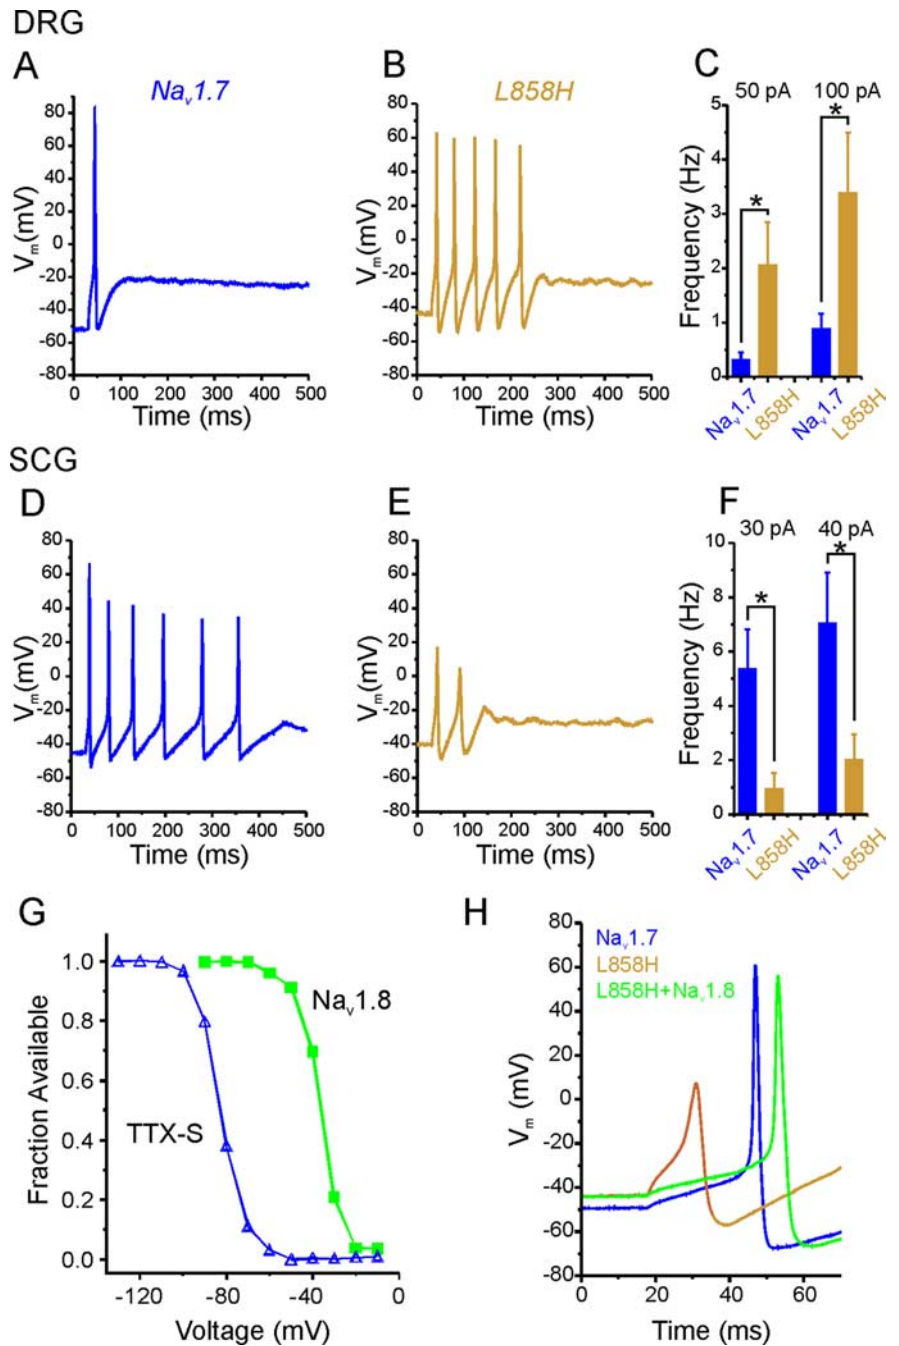 DRG
A
Nav1.7
B
L858H
C
50 pA 100 pA
Vm(mV)
80
60
40
20
0
-20
-40
-60
-80
0 100 200 300 400 500
Time (ms)
Vm(mV)
80
60
40
20
0
-20
-40
-60
-80
0 100 200 300 400 500
Time (ms)
Frequency (Hz)
5
4
3
2
1
0
*
*
Nav1.7 L858H Nav1.7 L858H
SCG
D
E
F
30 pA 40 pA
Vm(mV)
80
60
40
20
0
-20
-40
-60
-80
0 100 200 300 400 500
Time (ms)
Vm(mV)
80
60
40
20
0
-20
-40
-60
-80
0 100 200 300 400 500
Time (ms)
Frequency (Hz)
10
8
6
4
2
0
*
*
Nav1.7 L858H Nav1.7 L858H
G
Fraction Available
1.0
0.8
0.6
0.4
0.2
0.0
Nav1.8
TTX-S
-120 -80 -40 0
Voltage (mV)
H
Nav1.7
L858H
L858H+Nav1.8
Vm (mV)
80
60
40
20
0
-20
-40
-60
-80
0 20 40 60
Time (ms)